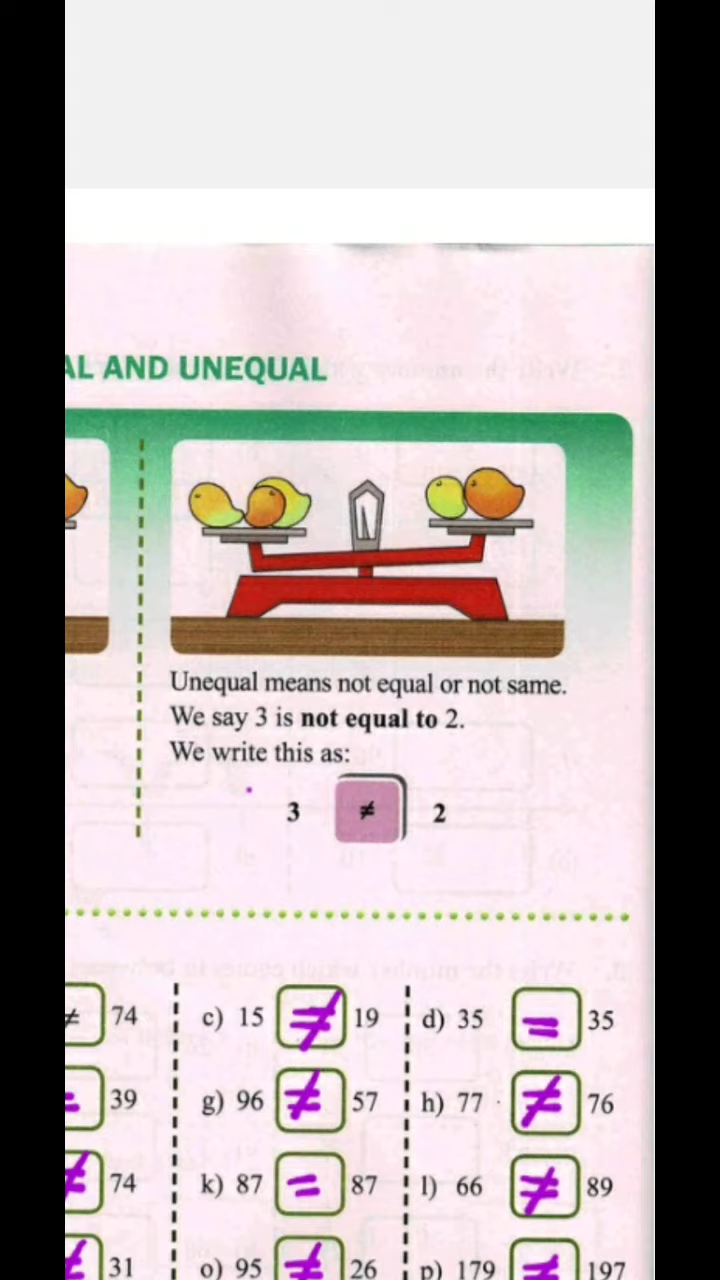 AL AND UNEQUAL
Unequal means not equal or not same.
We say 3 is not equal to 2.
We write this as:
3 ≠ 2
≠ 74 c) 15 ≠ 19 d) 35 = 35
= 39 g) 96 ≠ 57 h) 77 ≠ 76
≠ 74 k) 87 = 87 l) 66 ≠ 89
≠ 31 o) 95 ≠ 26 p) 179 ≠ 197